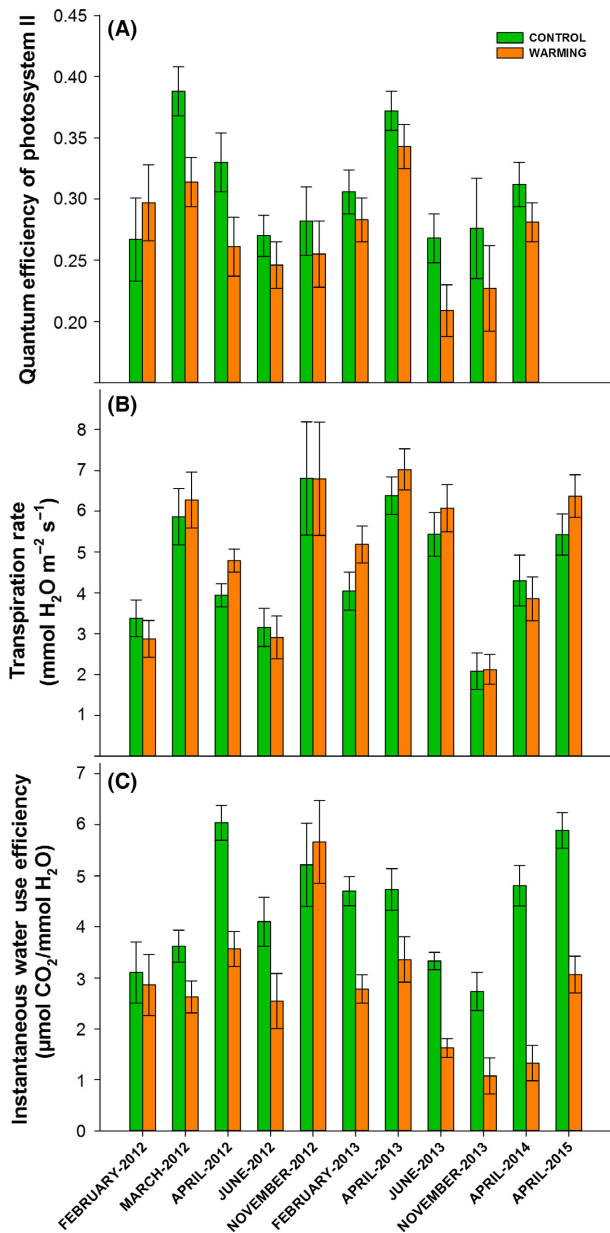 (A)
CONTROL
WARMING
Quantum efficiency of photosystem II
0.45
0.40
0.35
0.30
0.25
0.20
(B)
Transpiration rate
(mmol H₂O m⁻² s⁻¹)
8
7
6
5
4
3
2
1
(C)
Instantaneous water use efficiency
(µmol CO₂/mmol H₂O)
7
6
5
4
3
2
1
0
FEBRUARY-2012
MARCH-2012
APRIL-2012
JUNE-2012
NOVEMBER-2012
FEBRUARY-2013
APRIL-2013
JUNE-2013
NOVEMBER-2013
APRIL-2014
APRIL-2015